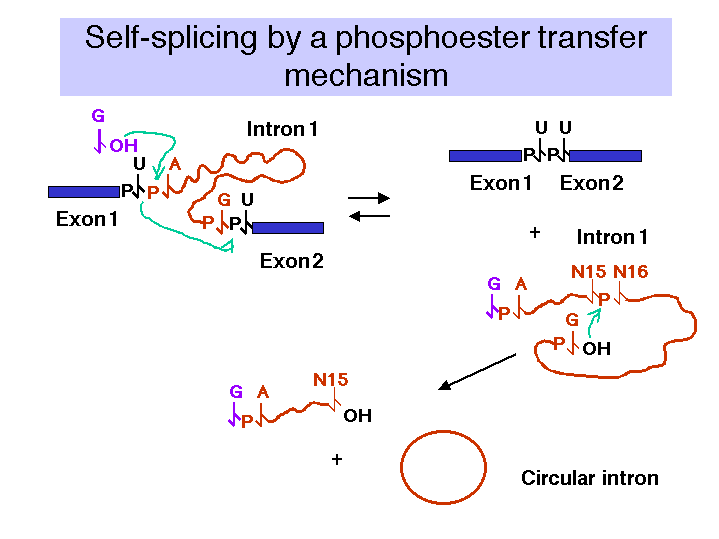 Self-splicing by a phosphoester transfer
mechanism
G
OH
Intron 1
U A
P P
Exon 1
G U
P P
Exon 2
U U
P P
Exon 1 Exon 2
+ Intron 1
G A
P
N15 N16
P
G
P OH
G A
P
N15
OH
+
Circular intron